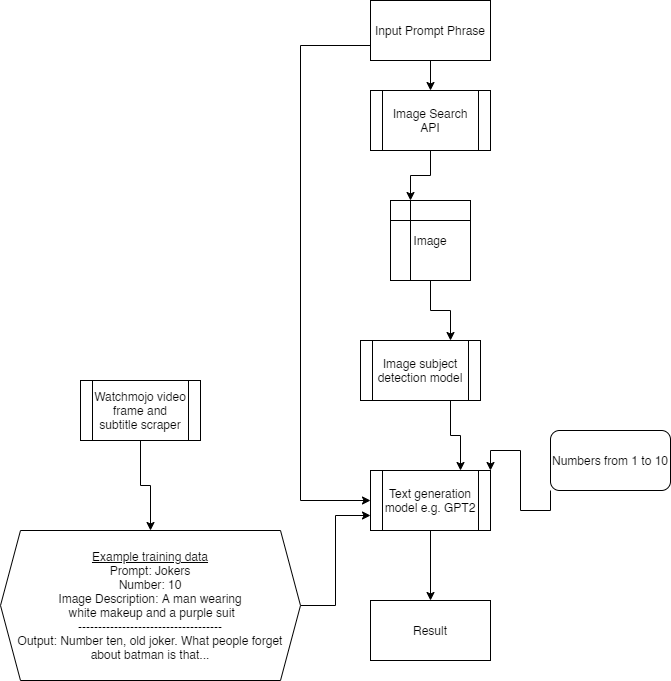 Input Prompt Phrase
Image Search
API
Image
Image subject
detection model
Watchmojo video
frame and
subtitle scraper
Numbers from 1 to 10
Text generation
model e.g. GPT2
Example training data
Prompt: Jokers
Number: 10
Image Description: A man wearing
white makeup and a purple suit
------------------------------------
Output: Number ten, old joker. What people forget
about batman is that...
Result